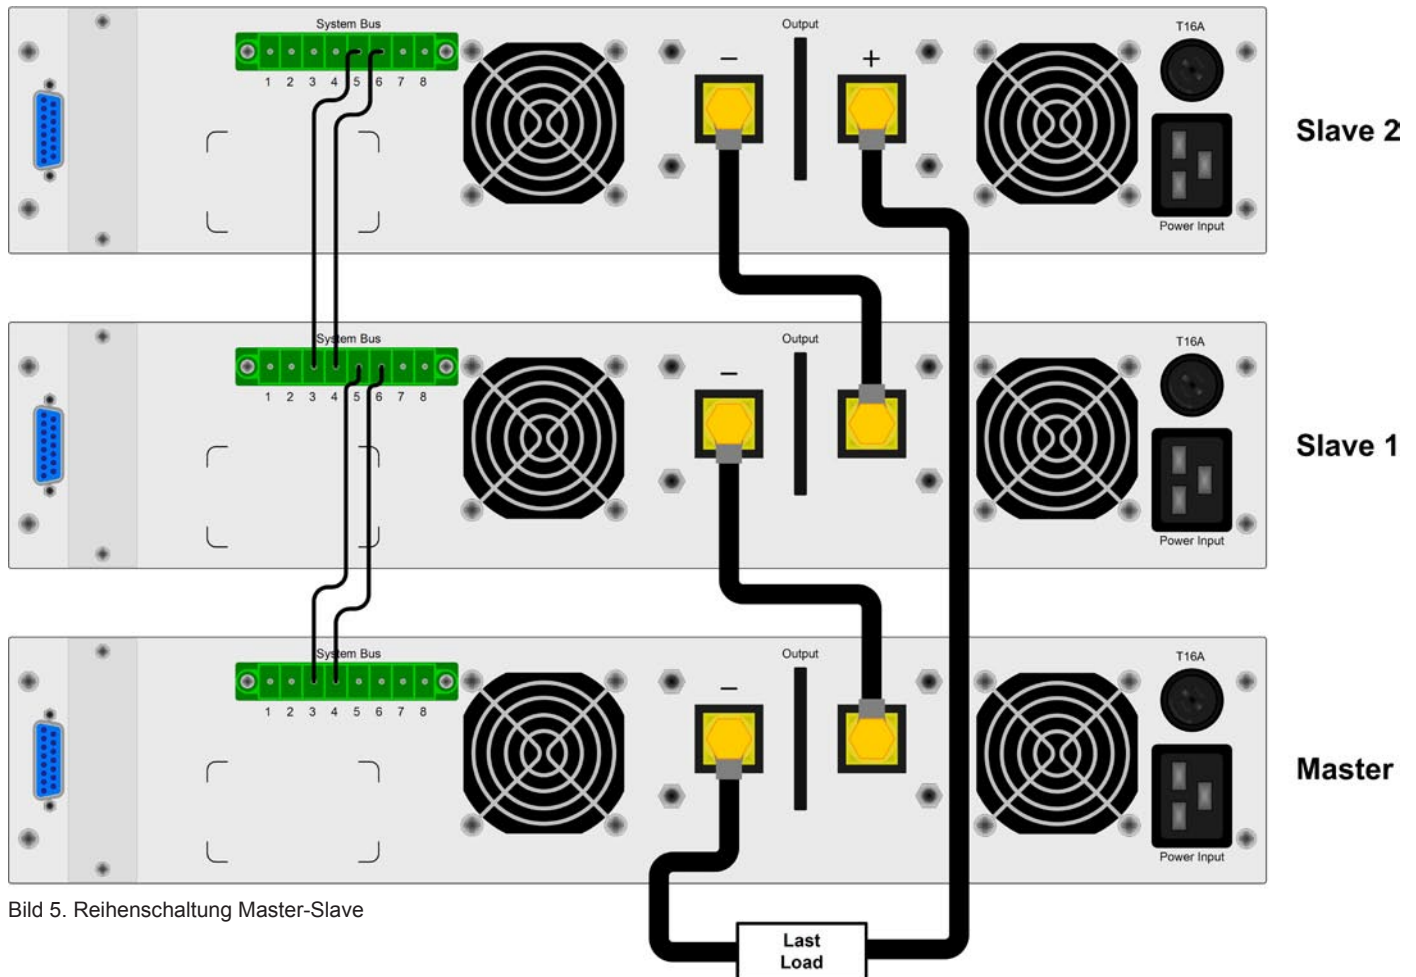 System Bus Output T16A
− +
1 2 3 4 5 6 7 8
Slave 2
Power Input
System Bus Output T16A
−
1 2 3 4 5 6 7 8
Slave 1
Power Input
System Bus Output T16A
−
1 2 3 4 5 6 7 8
Master
Power Input
Bild 5. Reihenschaltung Master-Slave
Last
Load